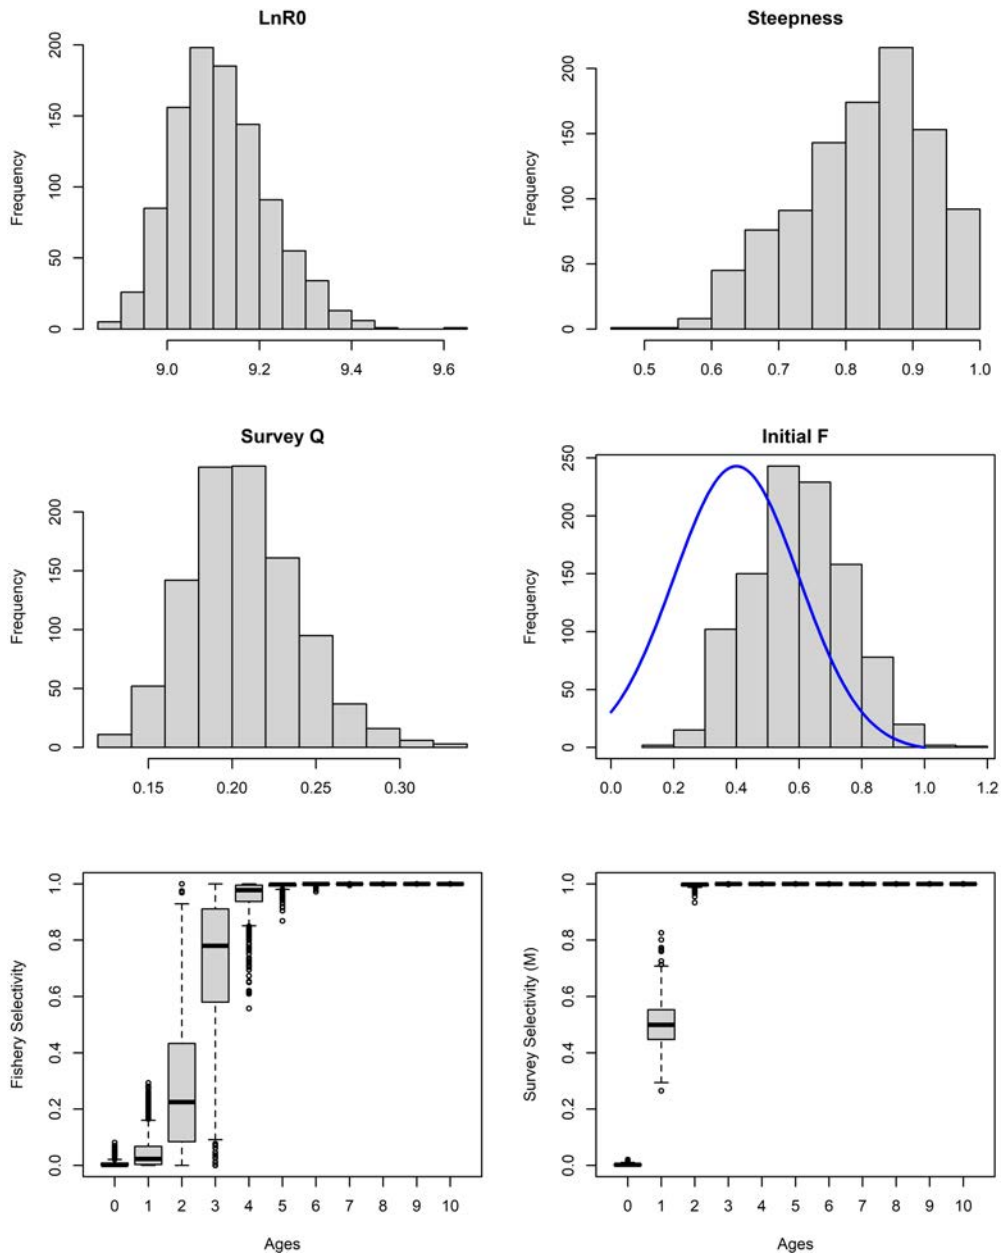 LnR0
Frequency
0 50 100 150 200
9.0 9.2 9.4 9.6
Steepness
Frequency
0 50 100 150 200
0.5 0.6 0.7 0.8 0.9 1.0
Survey Q
Frequency
0 50 100 150 200
0.15 0.20 0.25 0.30
Initial F
Frequency
0 50 100 150 200 250
0.0 0.2 0.4 0.6 0.8 1.0 1.2
Fishery Selectivity
0.0 0.2 0.4 0.6 0.8 1.0
0 1 2 3 4 5 6 7 8 9 10
Ages
Survey Selectivity (M)
0.0 0.2 0.4 0.6 0.8 1.0
0 1 2 3 4 5 6 7 8 9 10
Ages